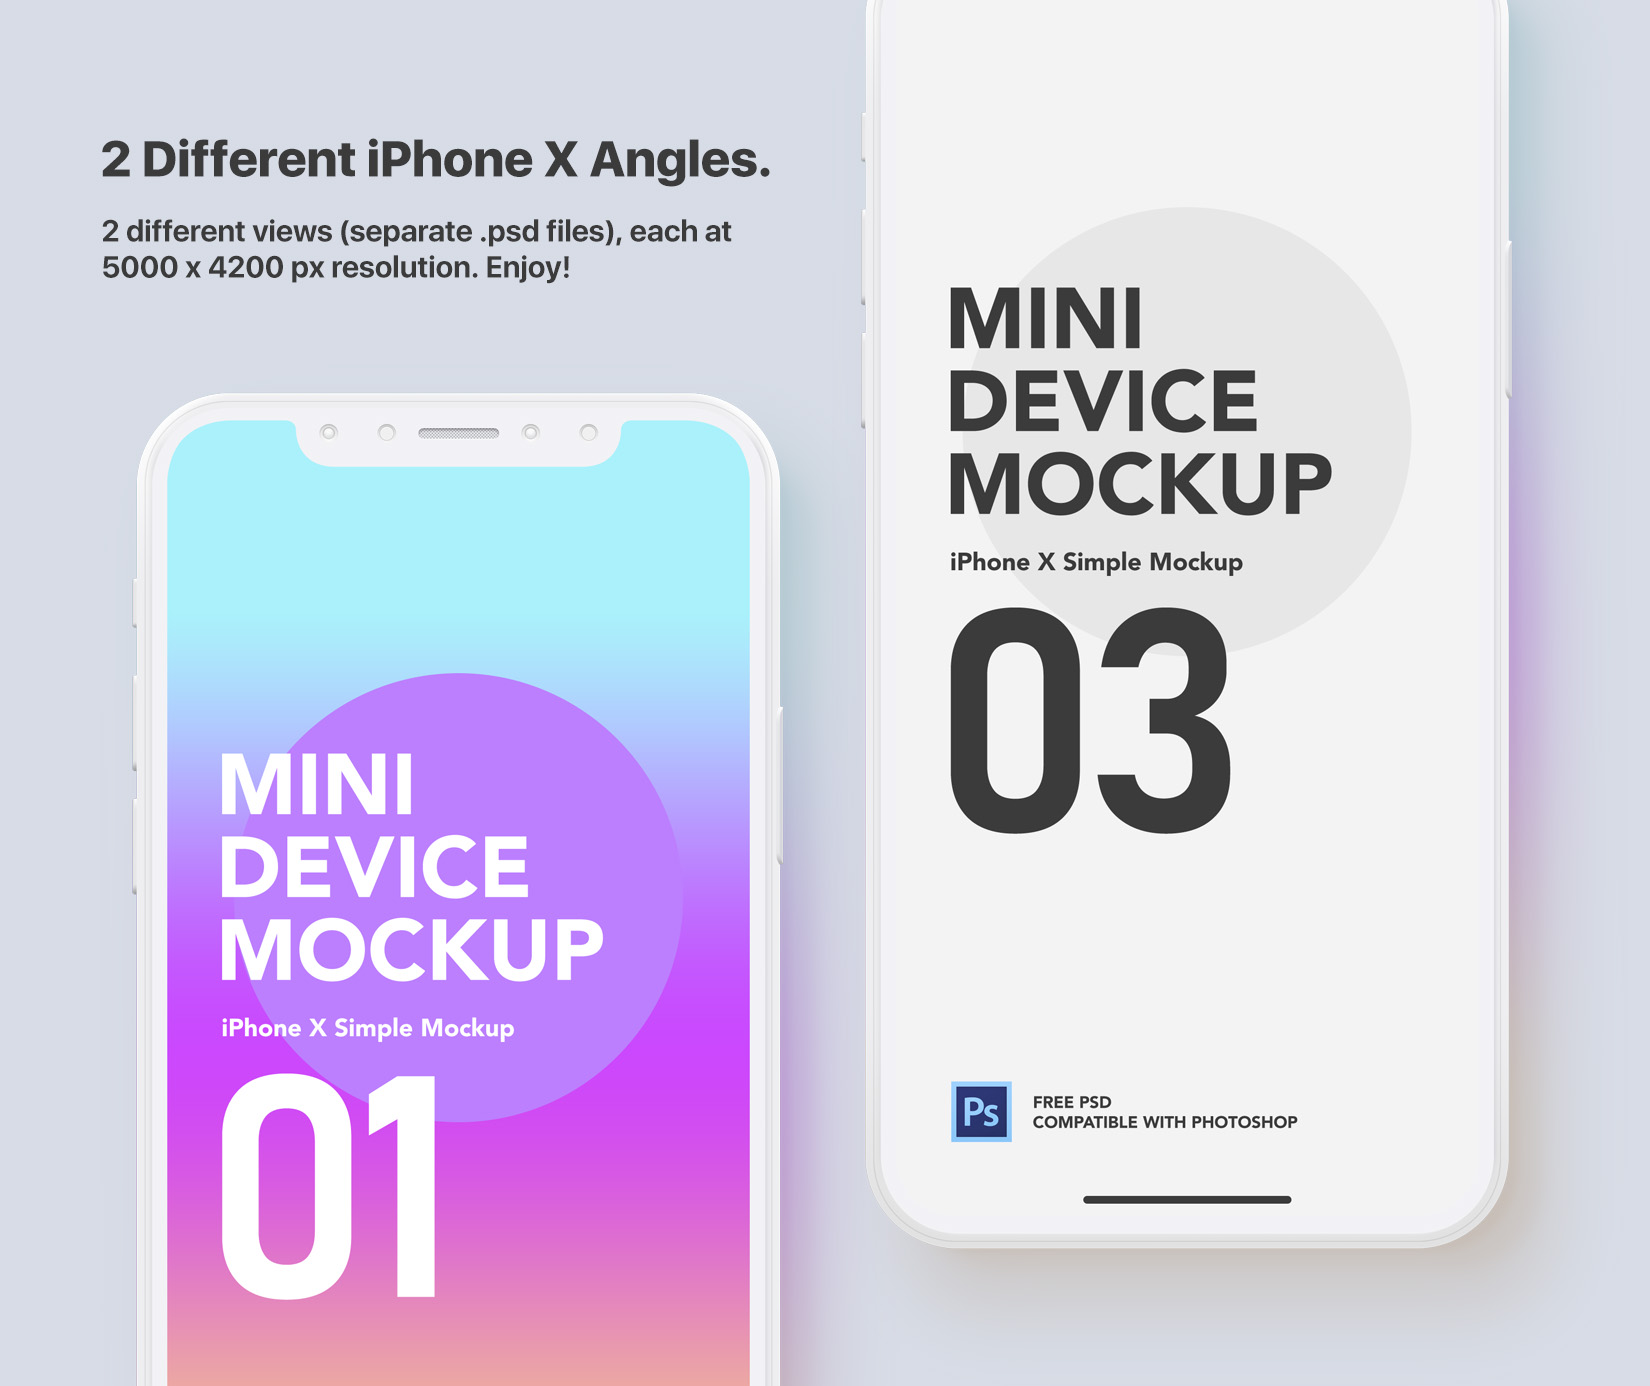 2 Different iPhone X Angles.
2 different views (separate .psd files), each at
5000 x 4200 px resolution. Enjoy!
MINI
DEVICE
MOCKUP
iPhone X Simple Mockup
01
MINI
DEVICE
MOCKUP
iPhone X Simple Mockup
03
Ps
FREE PSD
COMPATIBLE WITH PHOTOSHOP